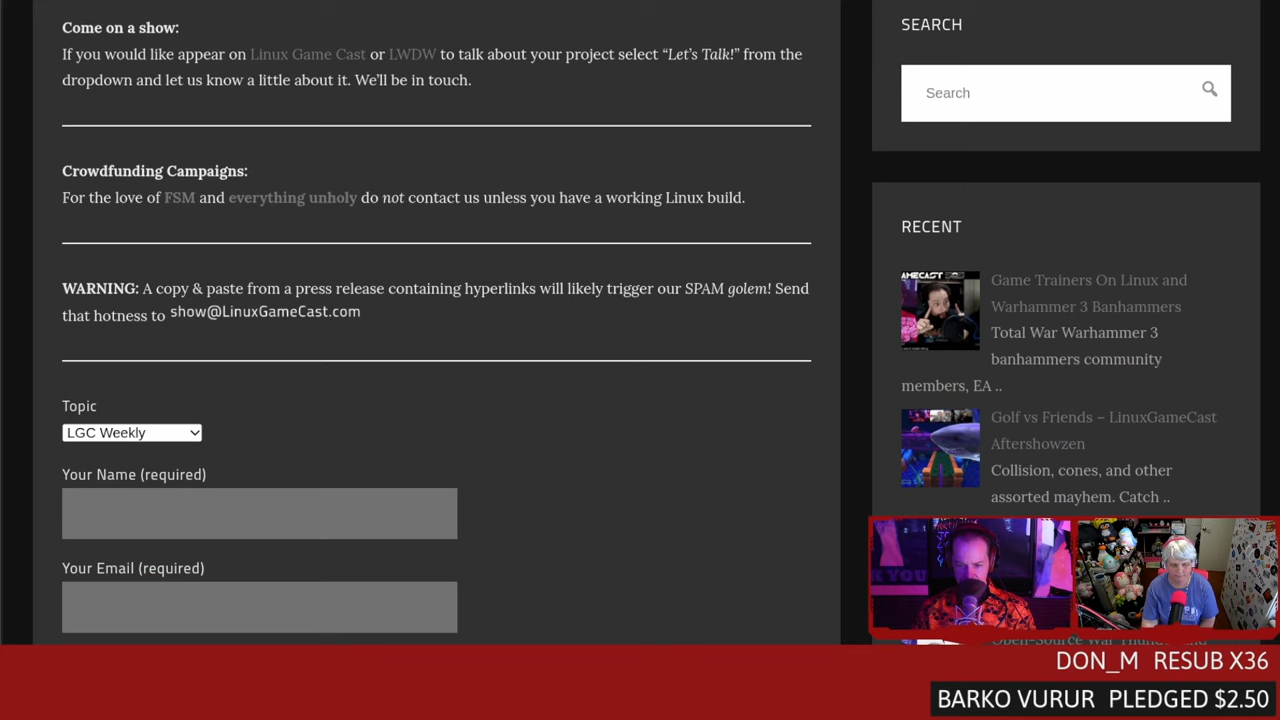 Come on a show:
If you would like appear on Linux Game Cast or LWDW to talk about your project select “Let’s Talk!” from the
dropdown and let us know a little about it. We’ll be in touch.
Crowdfunding Campaigns:
For the love of FSM and everything unholy do not contact us unless you have a working Linux build.
WARNING: A copy & paste from a press release containing hyperlinks will likely trigger our SPAM golem! Send
that hotness to show@LinuxGameCast.com
Topic
LGC Weekly
Your Name (required)
Your Email (required)
SEARCH
Search
RECENT
Game Trainers On Linux and
Warhammer 3 Banhammers
Total War Warhammer 3
banhammers community
members, EA ..
Golf vs Friends – LinuxGameCast
Aftershowzen
Collision, cones, and other
assorted mayhem. Catch ..
DON_M RESUB X36
BARKO VURUR PLEDGED $2.50